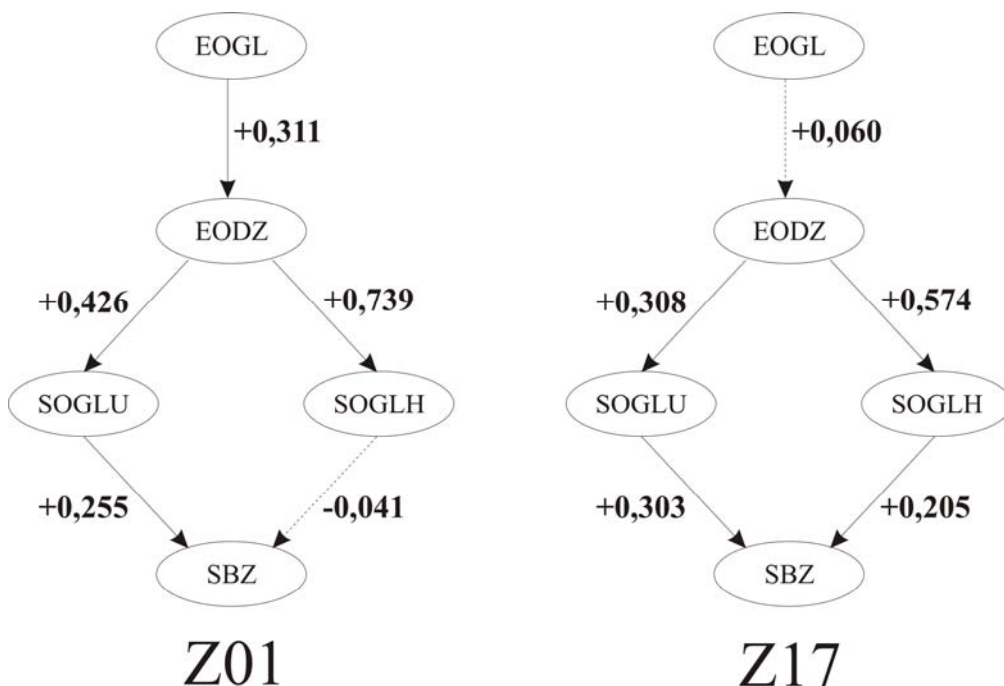 EOGL
+0,311
EODZ
+0,426
+0,739
SOGLU
SOGLH
+0,255
-0,041
SBZ
Z01
EOGL
+0,060
EODZ
+0,308
+0,574
SOGLU
SOGLH
+0,303
+0,205
SBZ
Z17